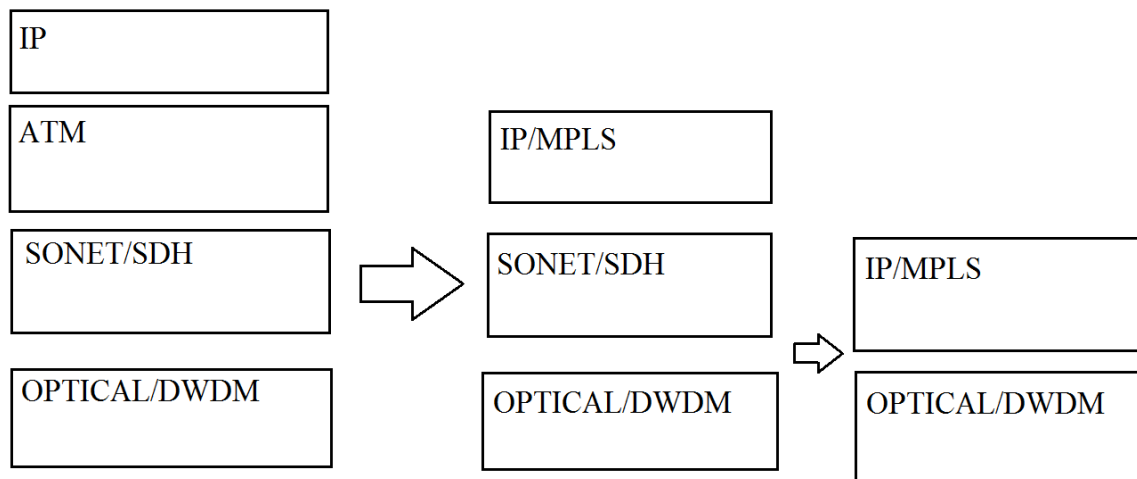 IP
ATM
SONET/SDH
OPTICAL/DWDM
IP/MPLS
SONET/SDH
OPTICAL/DWDM
IP/MPLS
OPTICAL/DWDM